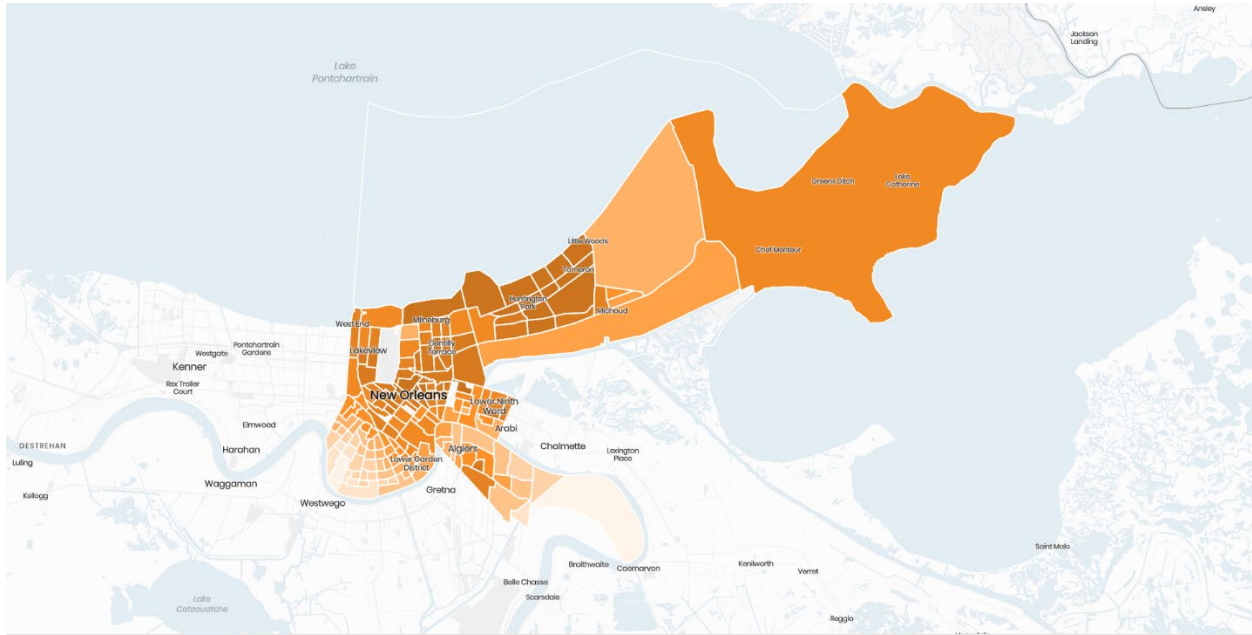 Ansley
Jackson
Landing
Lake
Pontchartrain
Greens Ditch
Lake
Catherine
Chef Menteur
Little Woods
Tamaron
Huntington
Park
Michoud
West End
Milneburg
Lakeview
Gentilly
Terrace
Pontchartrain
Gardens
Westgate
Kenner
Rex Trailer
Court
New Orleans
Lower Ninth
Ward
Arabi
Elmwood
DESTREHAN
Harahan
Algiers
Chalmette
Lexington
Place
Luling
Lower Garden
District
Waggaman
Gretna
Kellogg
Westwego
Saint Malo
Braithwaite
Caernarvon
Kenilworth
Verret
Belle Chasse
Scarsdale
Lake
Cataouatche
Reggio